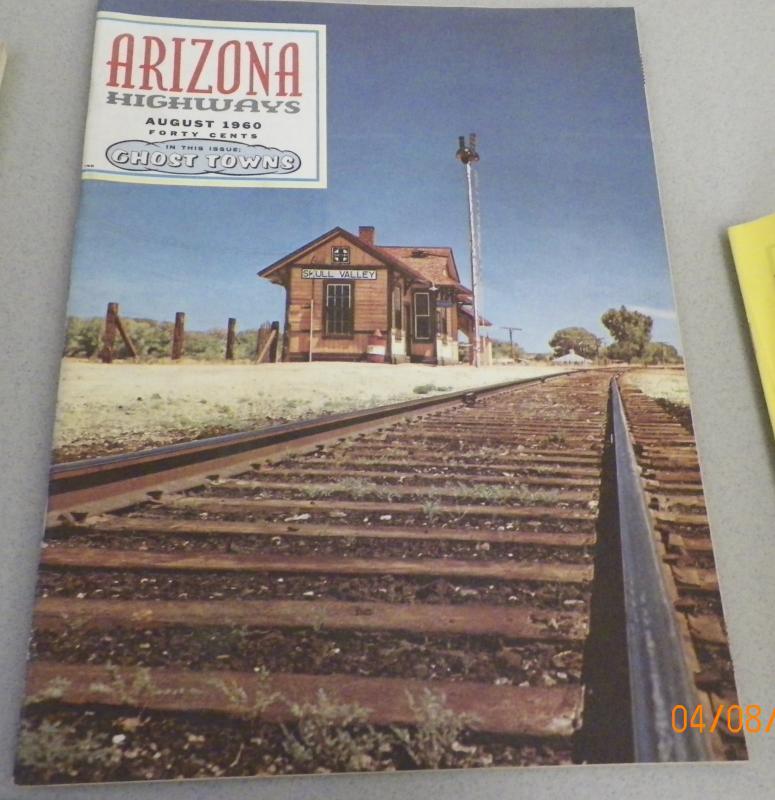 ARIZONA
HIGHWAYS
AUGUST 1960
FORTY CENTS
IN THIS ISSUE:
GHOST TOWNS
SKULL VALLEY
04/08/